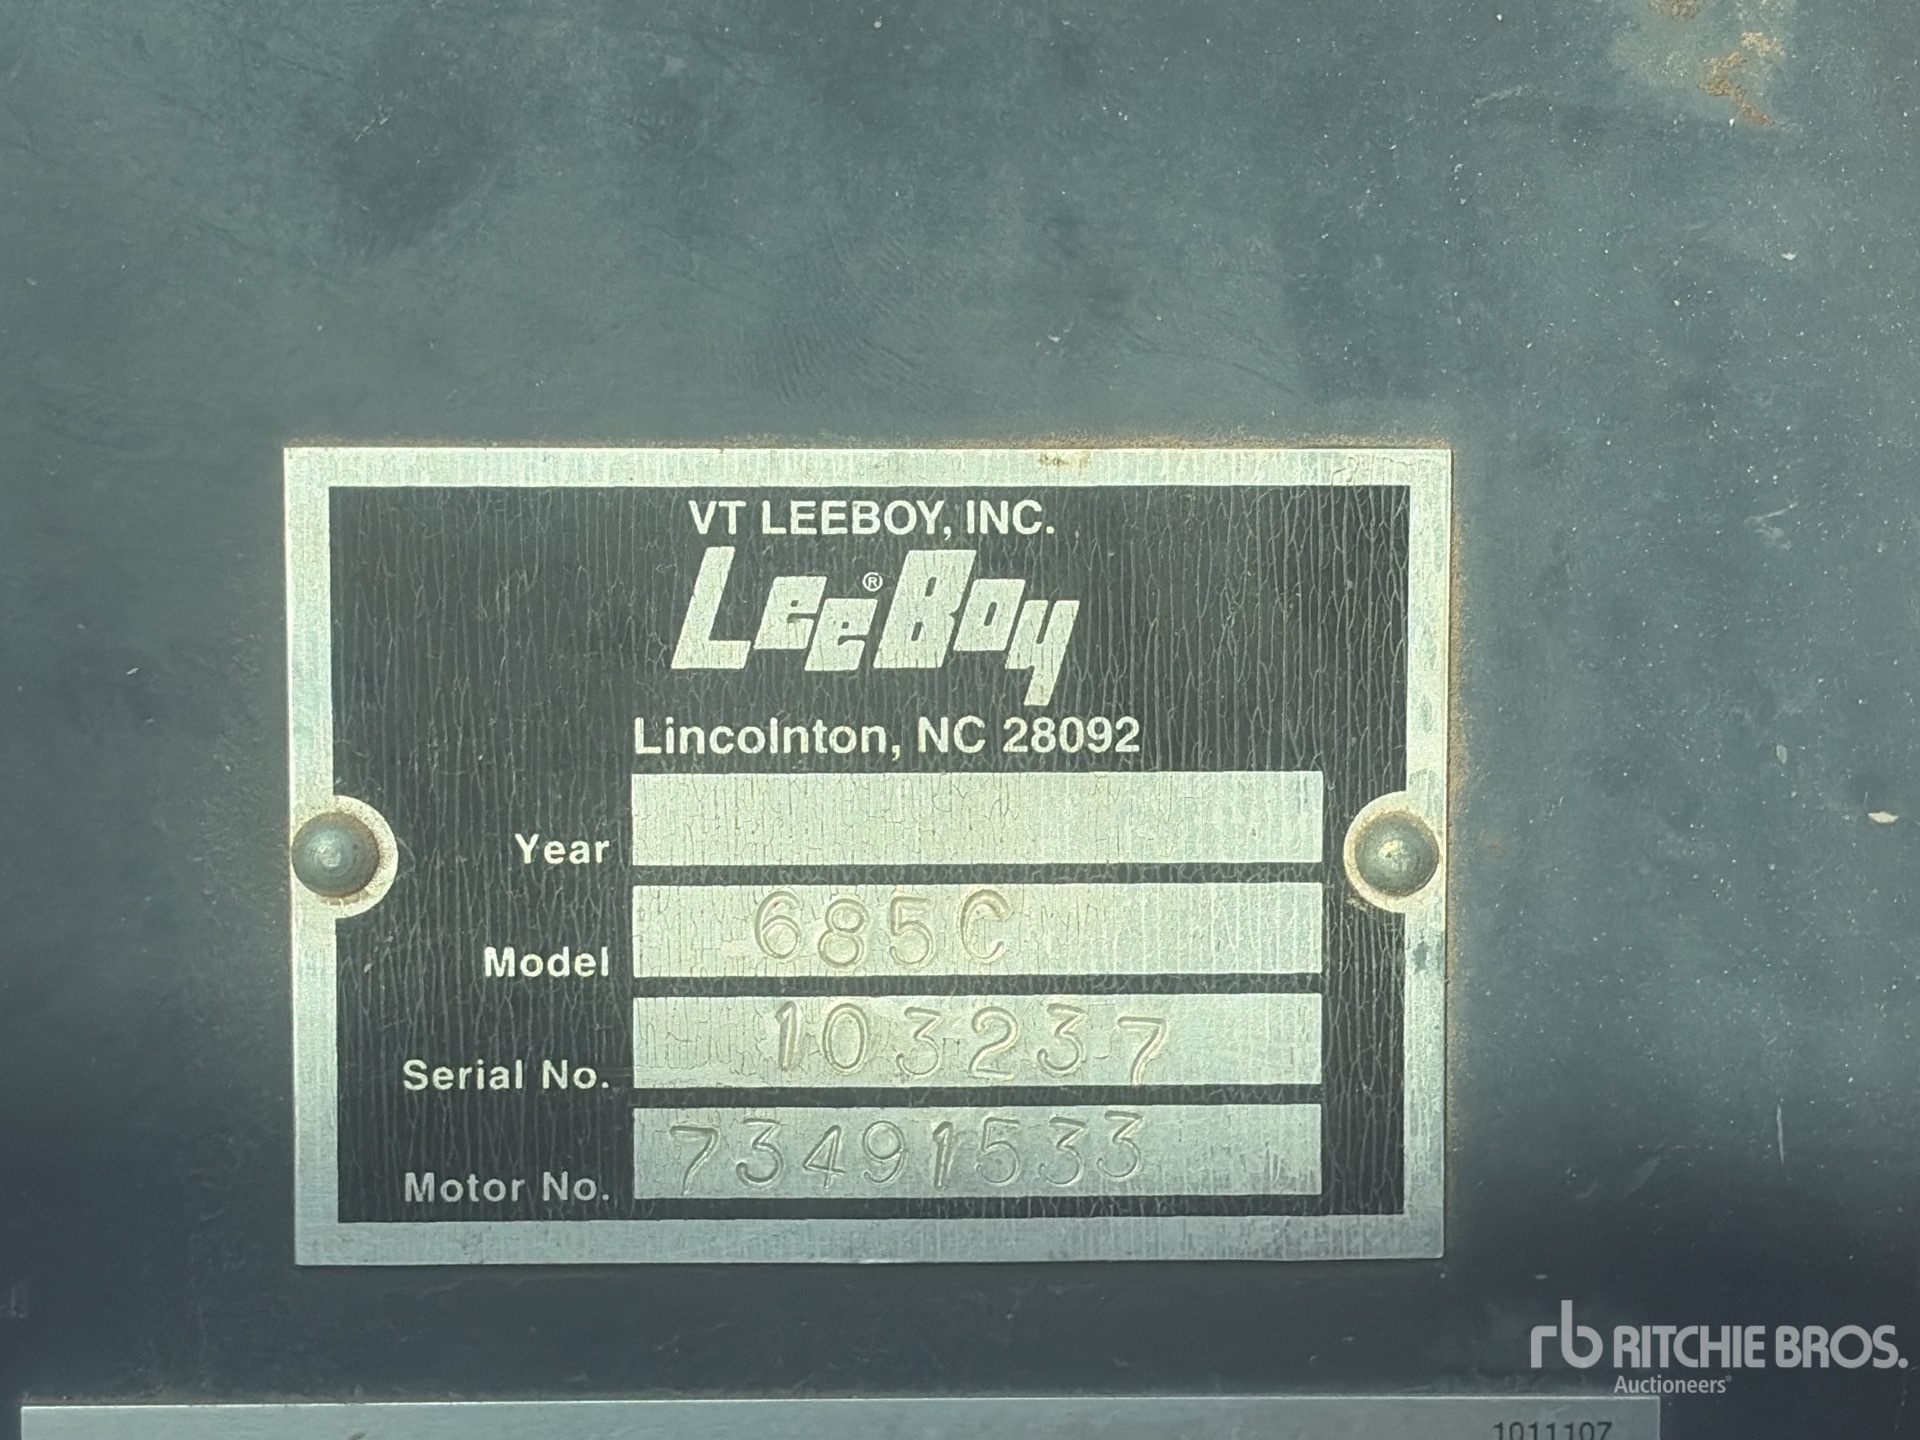 VT LEEBOY, INC.
LeeBoy®
Lincolnton, NC 28092
Year
Model 685C
Serial No. 103237
Motor No. 73491533
rb RITCHIE BROS.
Auctioneers®
1011107